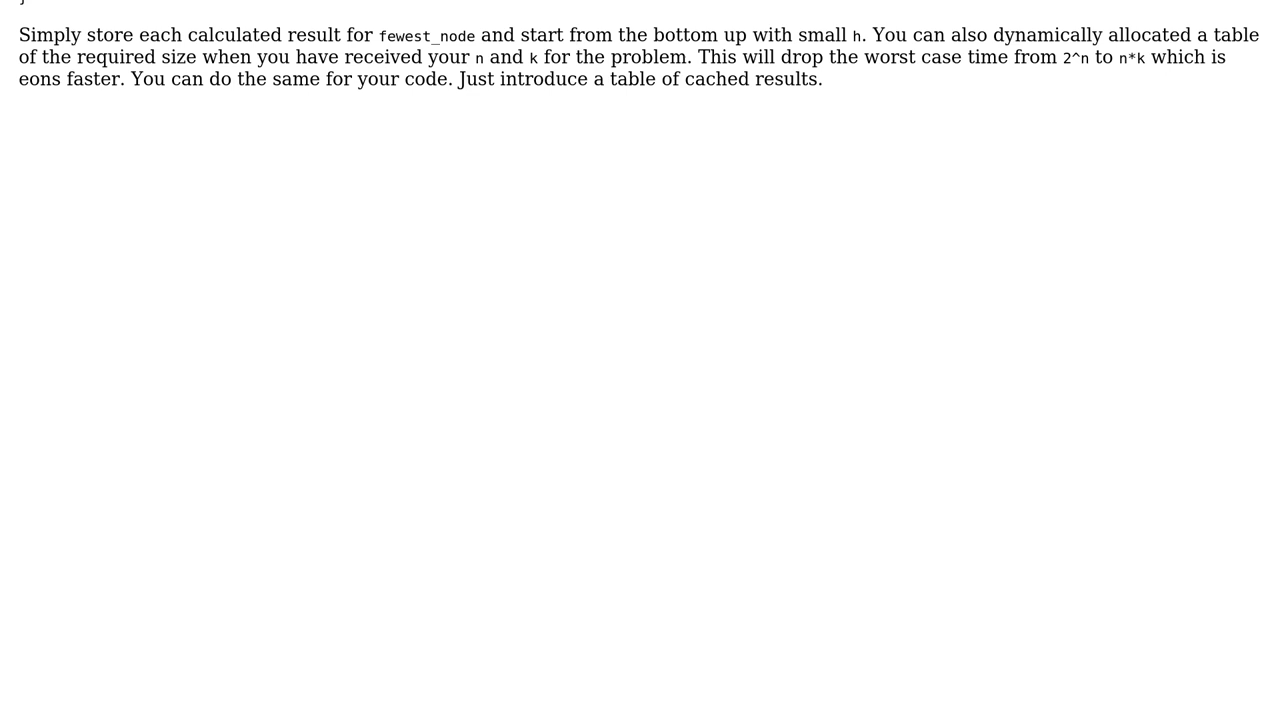 Simply store each calculated result for fewest_node and start from the bottom up with small h. You can also dynamically allocated a table
of the required size when you have received your n and k for the problem. This will drop the worst case time from 2^n to n*k which is
eons faster. You can do the same for your code. Just introduce a table of cached results.